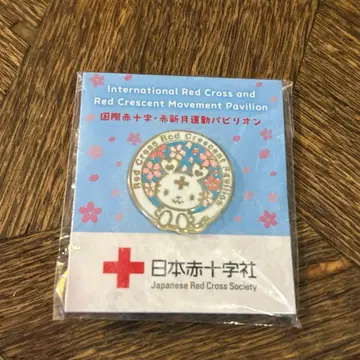 International Red Cross and
Red Crescent Movement Pavilion
国際赤十字・赤新月運動パビリオン
Red Cross Red Crescent Pavilion
日本赤十字社
Japanese Red Cross Society